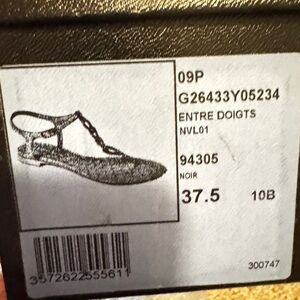 09P
G26433Y05234
ENTRE DOIGTS
NVL01
94305
NOIR
37.5 10B
3572622555611
300747